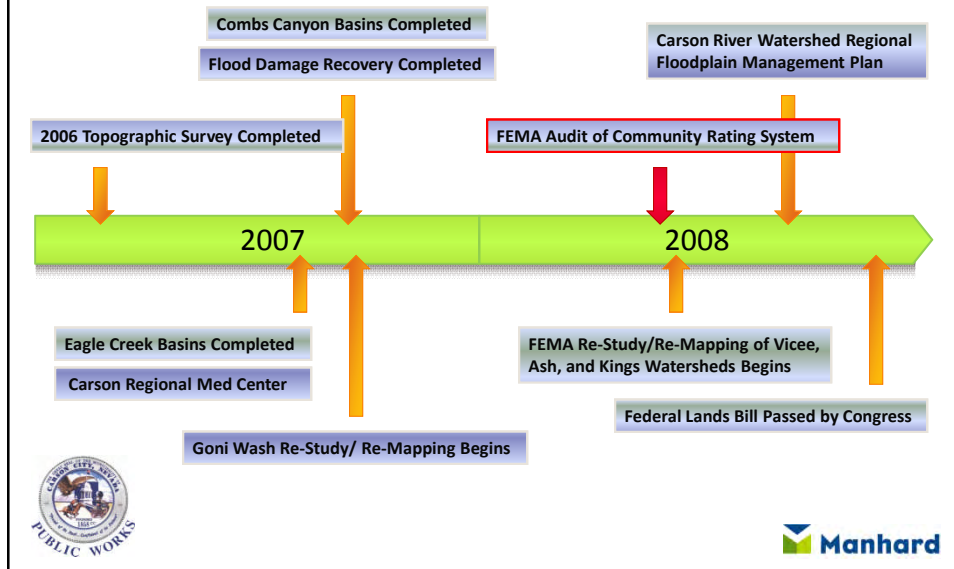 Combs Canyon Basins Completed
Flood Damage Recovery Completed
Carson River Watershed Regional
Floodplain Management Plan
2006 Topographic Survey Completed
FEMA Audit of Community Rating System
2007
2008
Eagle Creek Basins Completed
Carson Regional Med Center
FEMA Re-Study/Re-Mapping of Vicee,
Ash, and Kings Watersheds Begins
Federal Lands Bill Passed by Congress
Goni Wash Re-Study/ Re-Mapping Begins
CARSON CITY, NEVADA
PUBLIC WORKS
Manhard